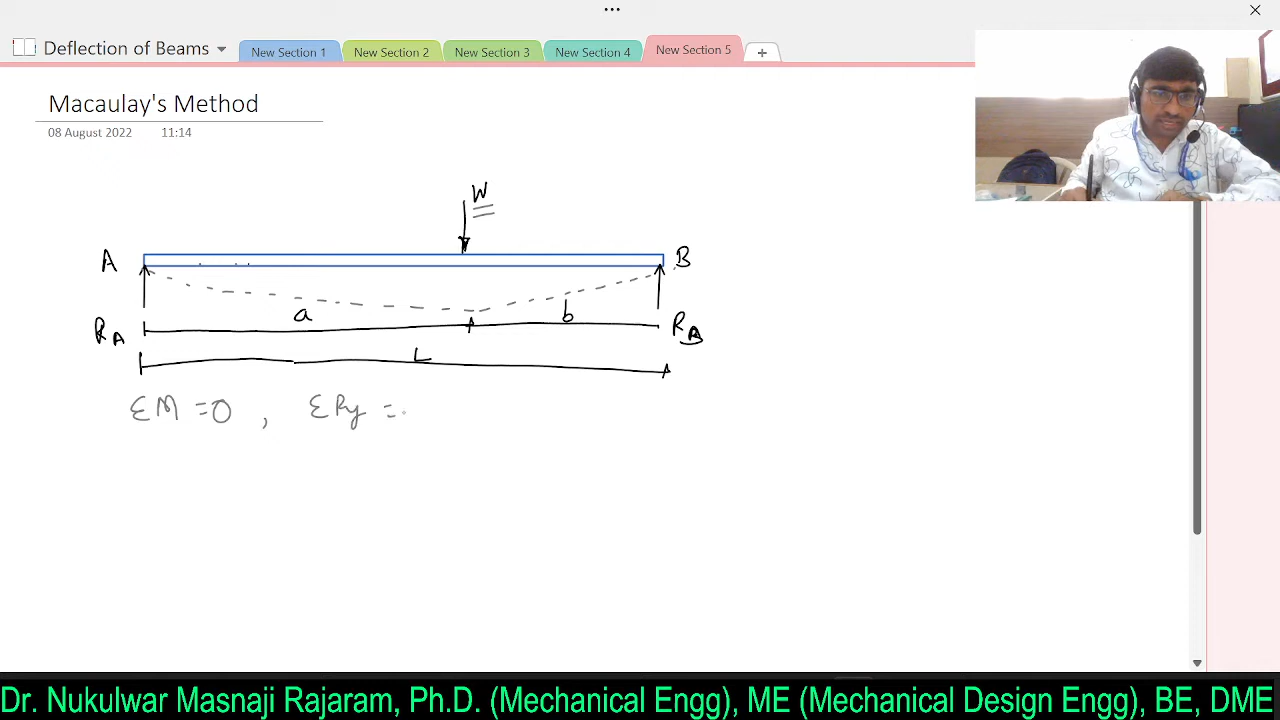 Deflection of Beams New Section 1 New Section 2 New Section 3 New Section 4 New Section 5
Macaulay's Method
08 August 2022 11:14
W
A B
a b
RA RB
L
ΣM =0 , ΣFy =
Dr. Nukulwar Masnaji Rajaram, Ph.D. (Mechanical Engg), ME (Mechanical Design Engg), BE, DME